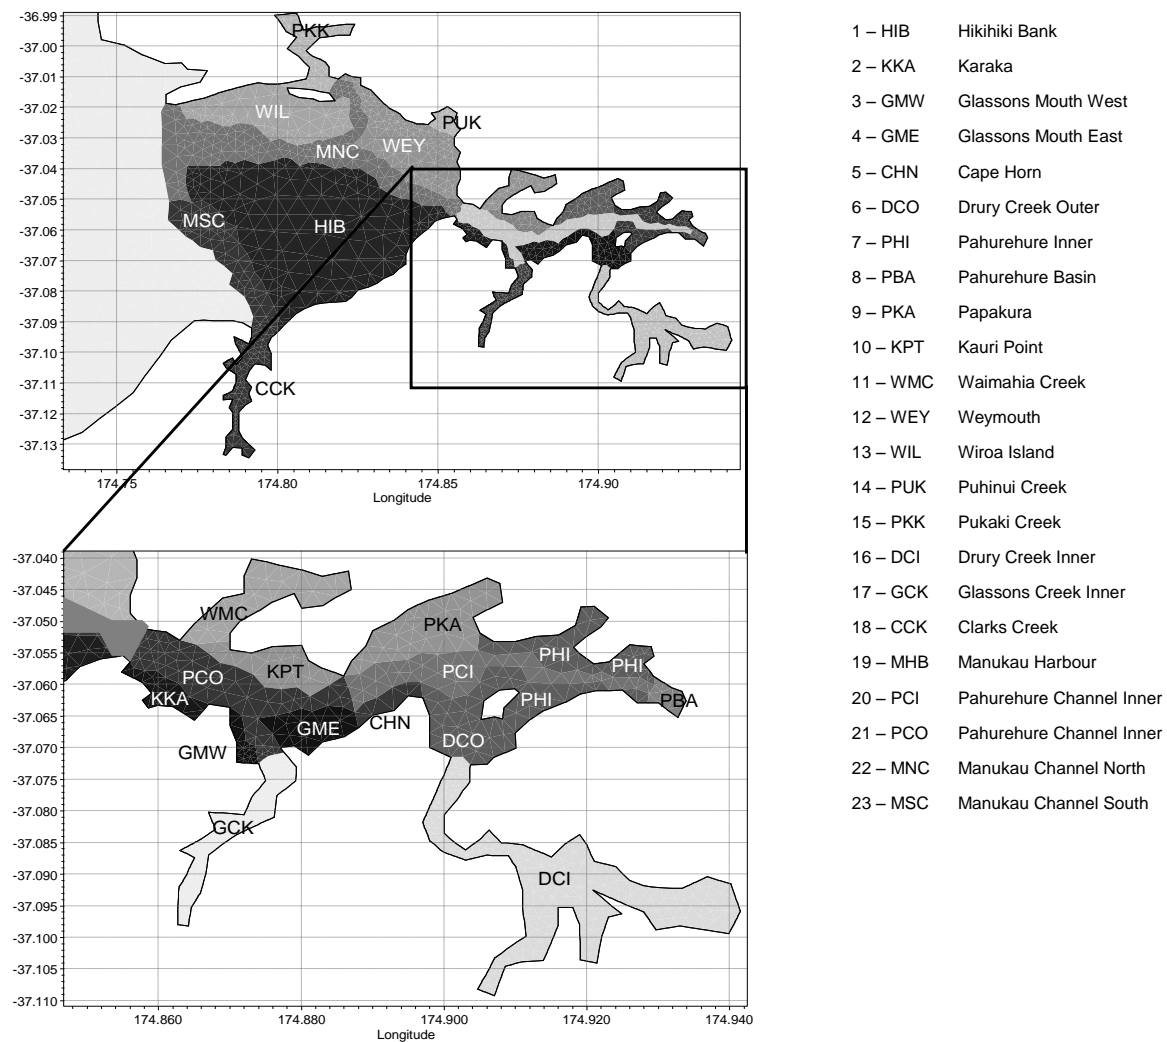 -36.99
-37.00
-37.01
-37.02
-37.03
-37.04
-37.05
-37.06
-37.07
-37.08
-37.09
-37.10
-37.11
-37.12
-37.13
PKK
WIL
PUK
MNC
WEY
MSC
HIB
CCK
174.75 174.80 174.85 174.90
Longitude
1 – HIB Hikihiki Bank
2 – KKA Karaka
3 – GMW Glassons Mouth West
4 – GME Glassons Mouth East
5 – CHN Cape Horn
6 – DCO Drury Creek Outer
7 – PHI Pahurehure Inner
8 – PBA Pahurehure Basin
9 – PKA Papakura
10 – KPT Kauri Point
11 – WMC Waimahia Creek
12 – WEY Weymouth
13 – WIL Wiroa Island
14 – PUK Puhinui Creek
15 – PKK Pukaki Creek
16 – DCI Drury Creek Inner
17 – GCK Glassons Creek Inner
18 – CCK Clarks Creek
19 – MHB Manukau Harbour
20 – PCI Pahurehure Channel Inner
21 – PCO Pahurehure Channel Inner
22 – MNC Manukau Channel North
23 – MSC Manukau Channel South
-37.040
-37.045
-37.050
-37.055
-37.060
-37.065
-37.070
-37.075
-37.080
-37.085
-37.090
-37.095
-37.100
-37.105
-37.110
WMC
PKA
PHI
KPT
PCI
PHI
PCO
KKA
PHI
PBA
GME
CHN
GMW
DCO
GCK
DCI
174.860 174.880 174.900 174.920 174.940
Longitude